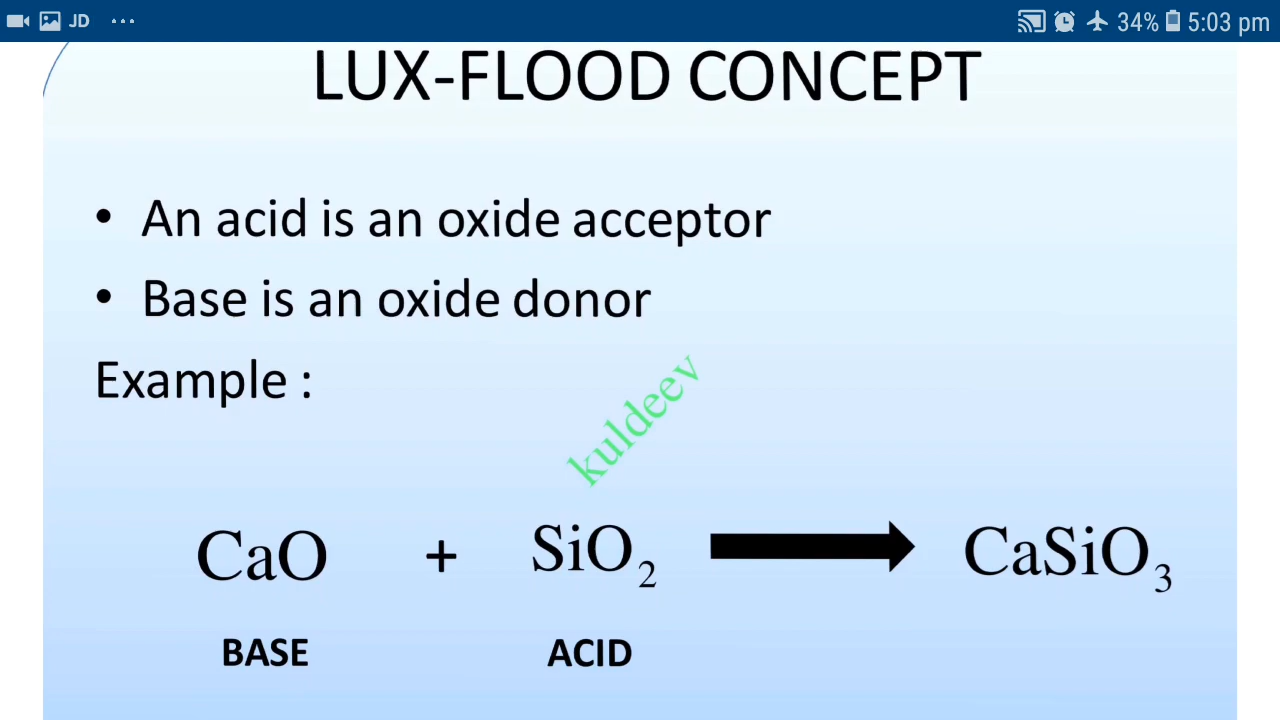 JD ... 34% 5:03 pm
LUX-FLOOD CONCEPT
• An acid is an oxide acceptor
• Base is an oxide donor
Example :
kuldeev
CaO + SiO₂ CaSiO₃
BASE ACID